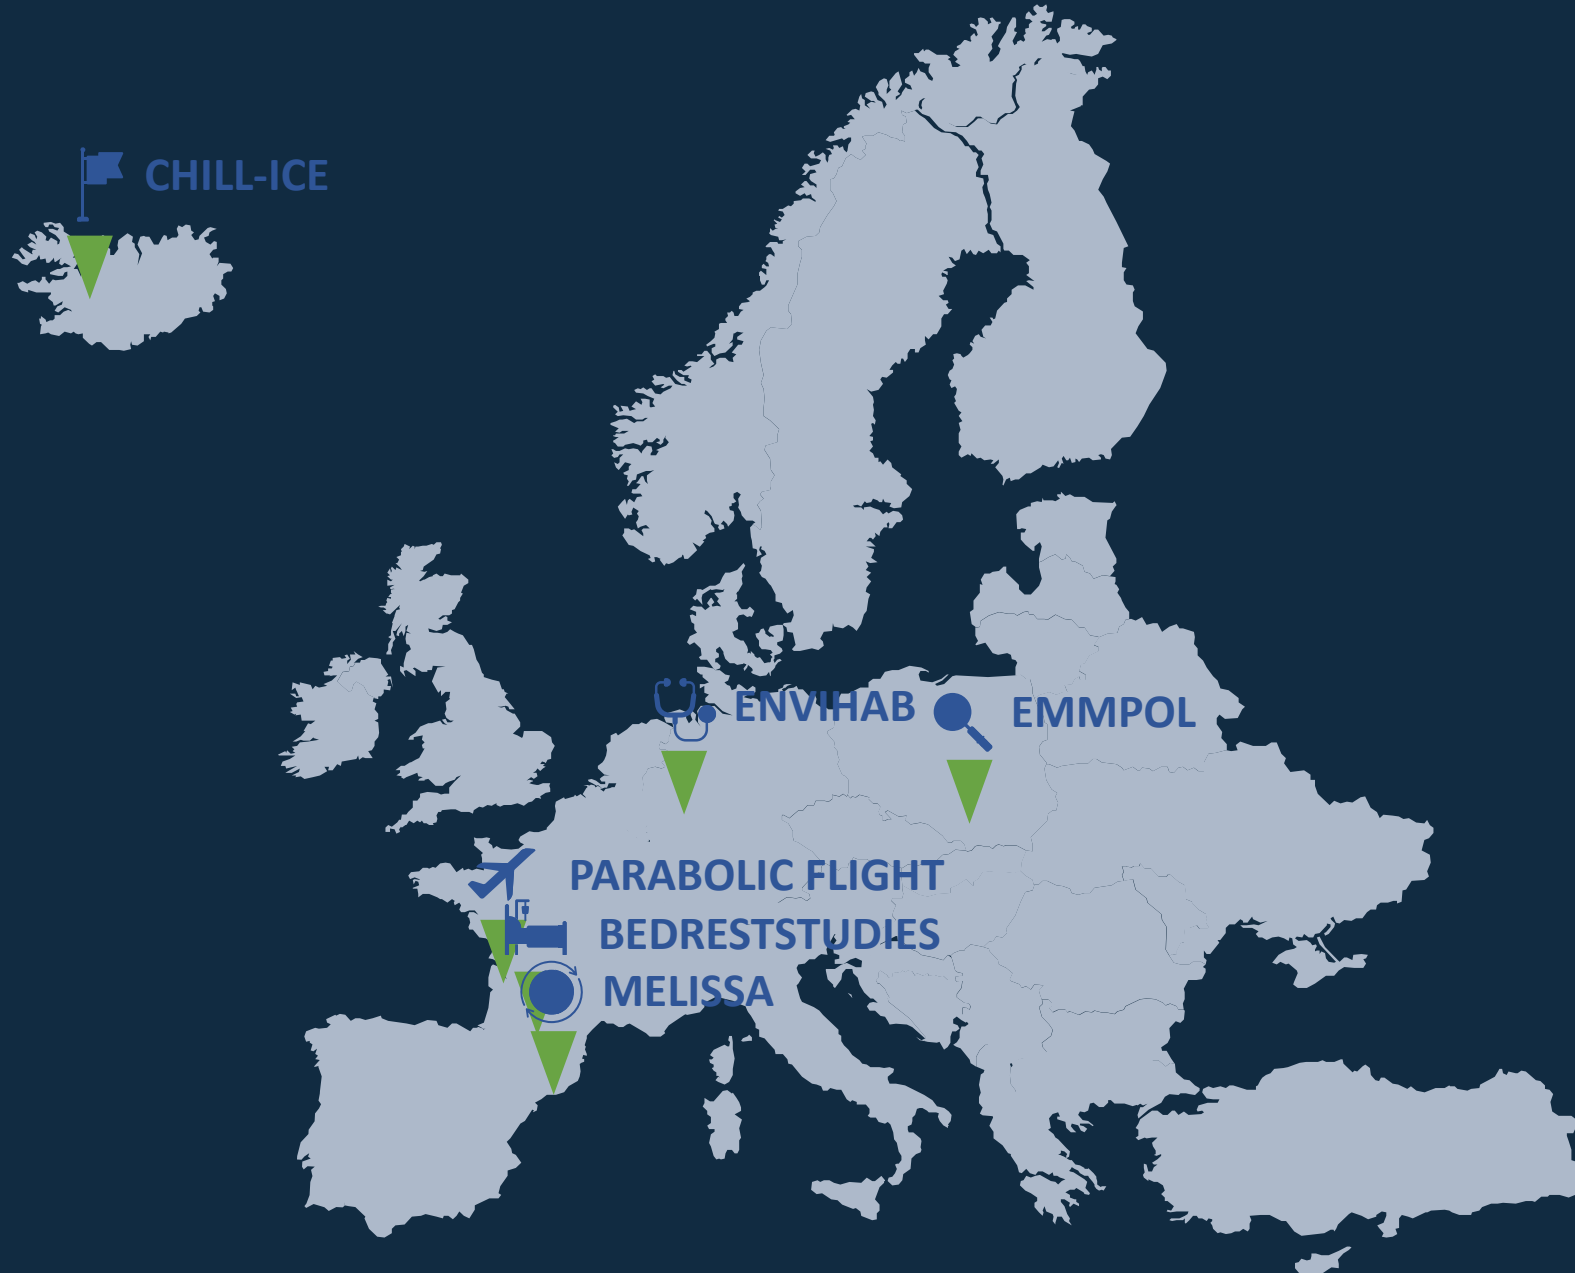 CHILL-ICE
ENVIHAB
EMMPOL
PARABOLIC FLIGHT
BEDRESTSTUDIES
MELISSA